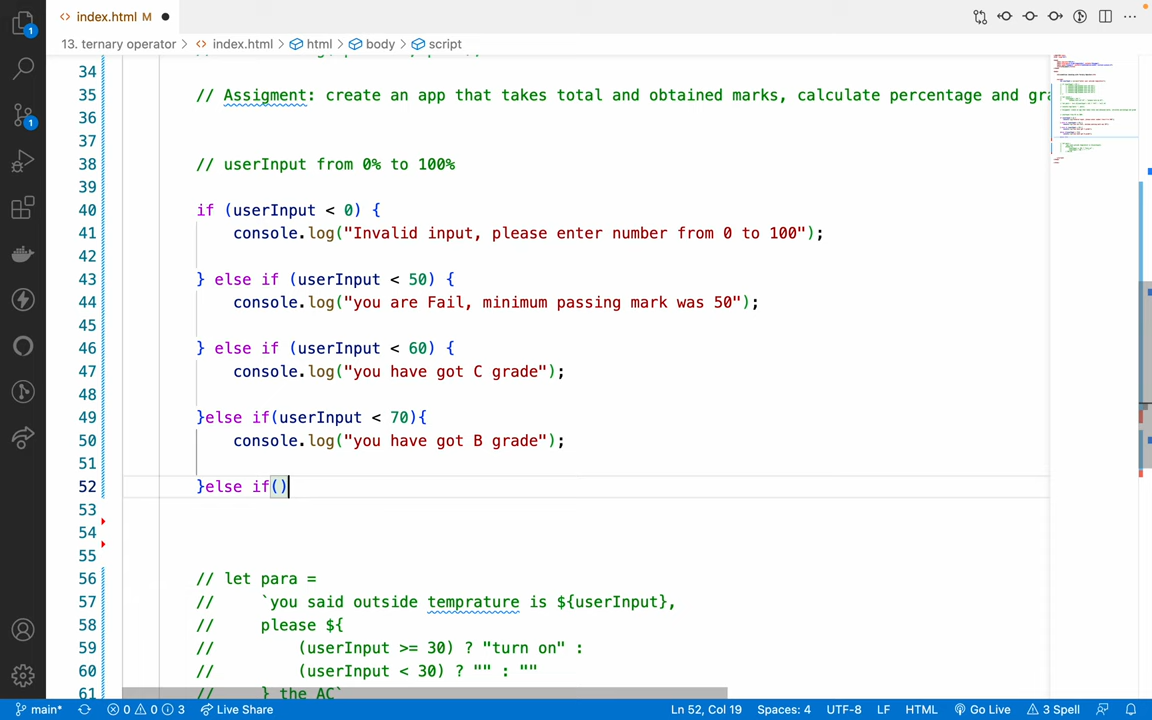 index.html M
13. ternary operator > index.html > html > body > script
34
35 // Assigment: create an app that takes total and obtained marks, calculate percentage and gra
36
37
38 // userInput from 0% to 100%
39
40 if (userInput < 0) {
41 console.log("Invalid input, please enter number from 0 to 100");
42
43 } else if (userInput < 50) {
44 console.log("you are Fail, minimum passing mark was 50");
45
46 } else if (userInput < 60) {
47 console.log("you have got C grade");
48
49 }else if(userInput < 70){
50 console.log("you have got B grade");
51
52 }else if()
53
54
55
56 // let para =
57 // `you said outside temprature is ${userInput},
58 // please ${
59 // (userInput >= 30) ? "turn on" :
60 // (userInput < 30) ? "" : ""
61 // } the AC`
main* 0 0 3 Live Share Ln 52, Col 19 Spaces: 4 UTF-8 LF HTML Go Live 3 Spell